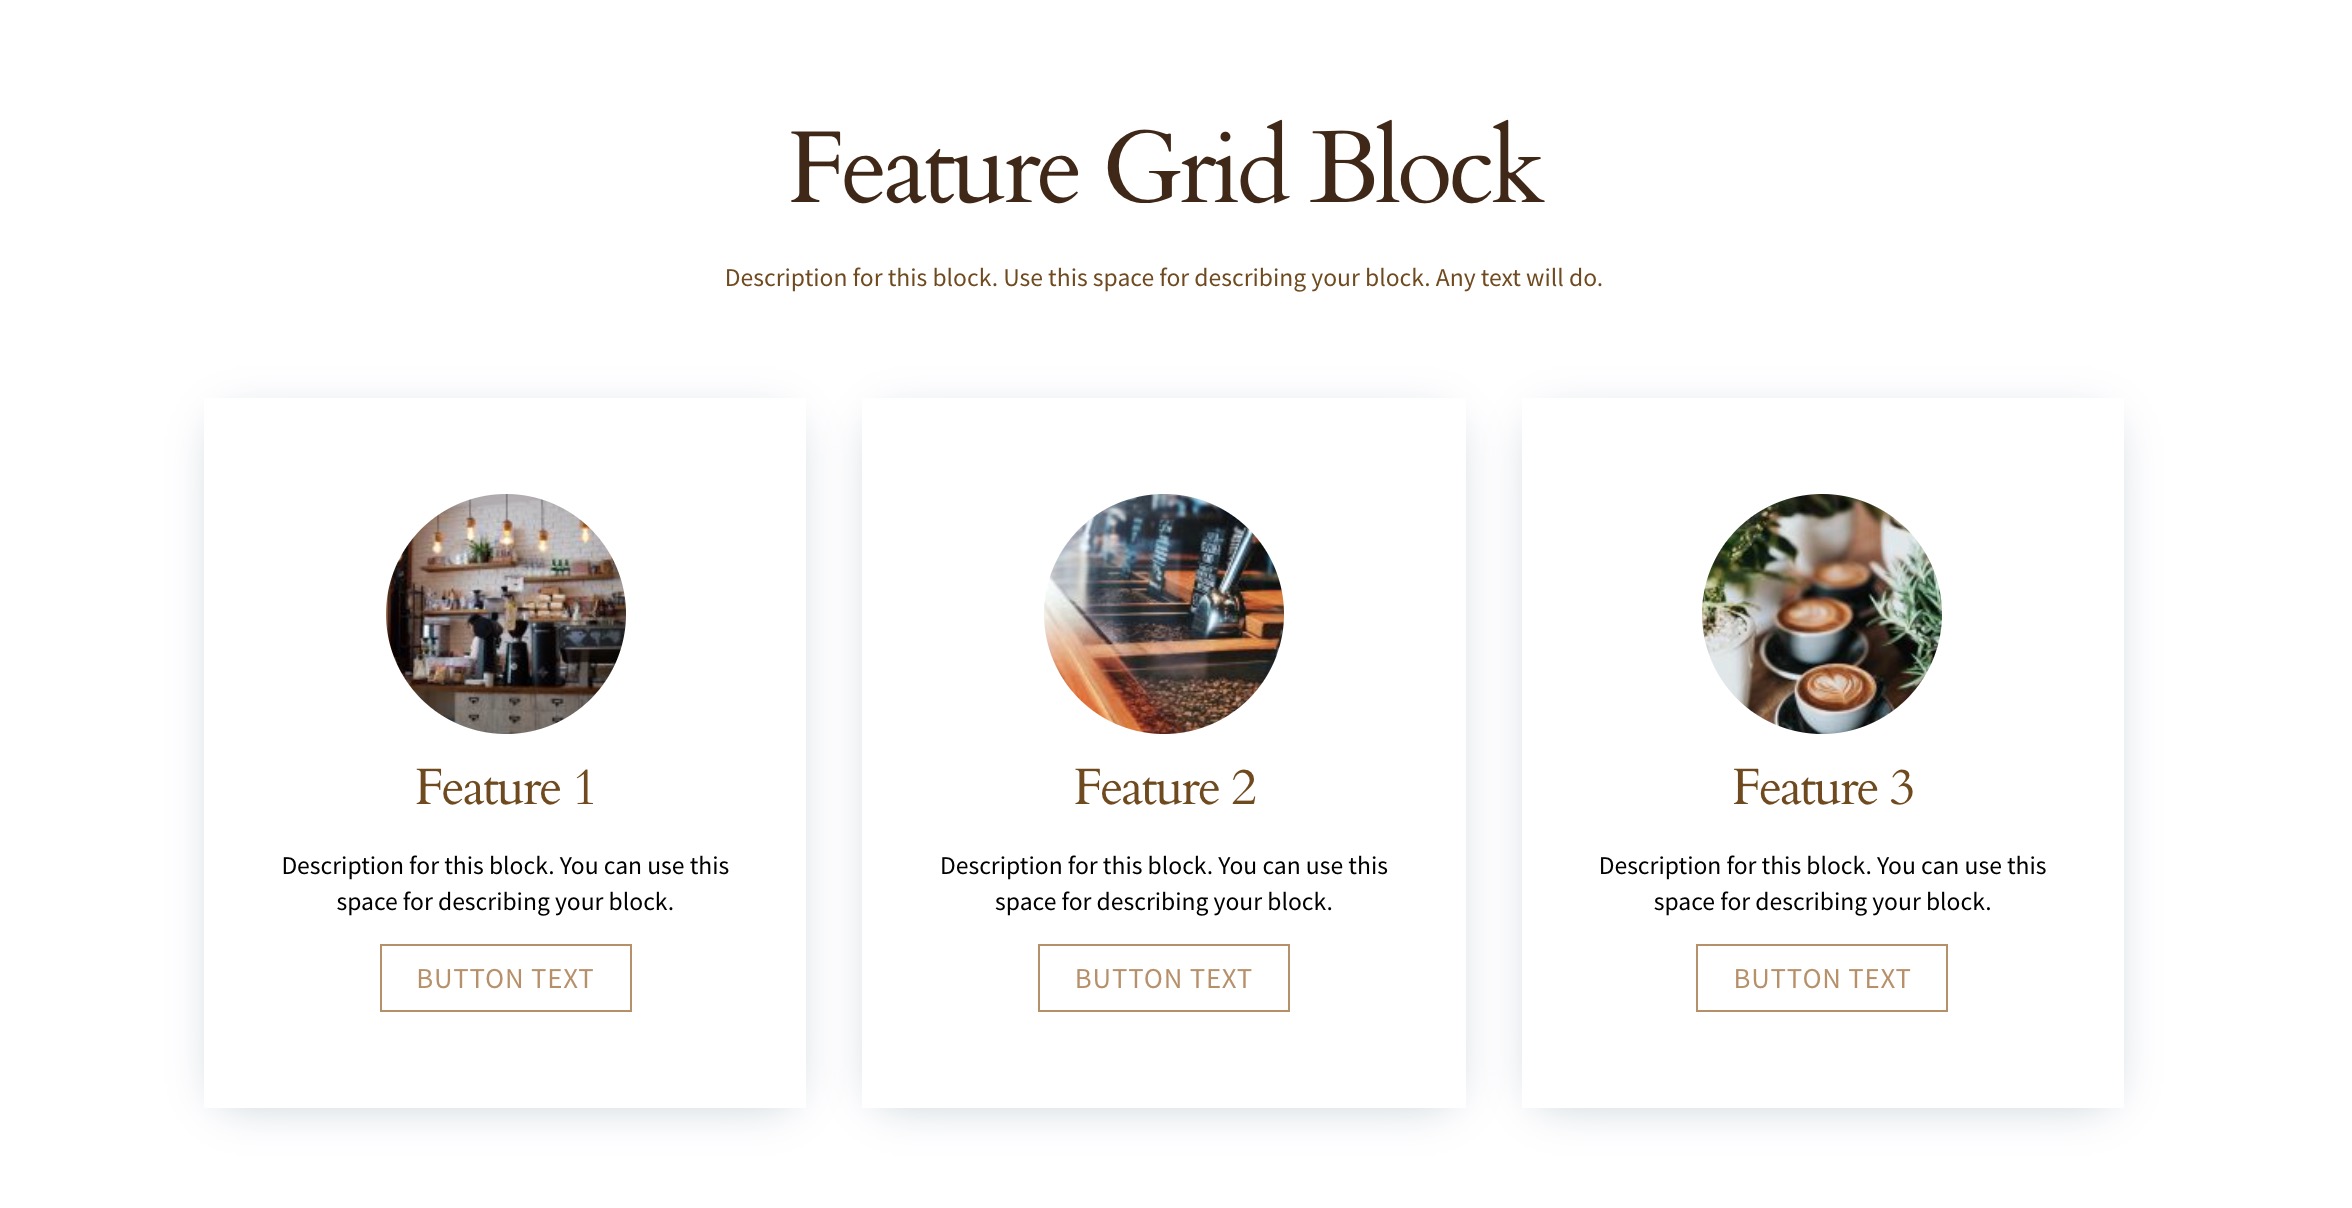 Feature Grid Block
Description for this block. Use this space for describing your block. Any text will do.
Feature 1
Description for this block. You can use this
space for describing your block.
BUTTON TEXT
Feature 2
Description for this block. You can use this
space for describing your block.
BUTTON TEXT
Feature 3
Description for this block. You can use this
space for describing your block.
BUTTON TEXT